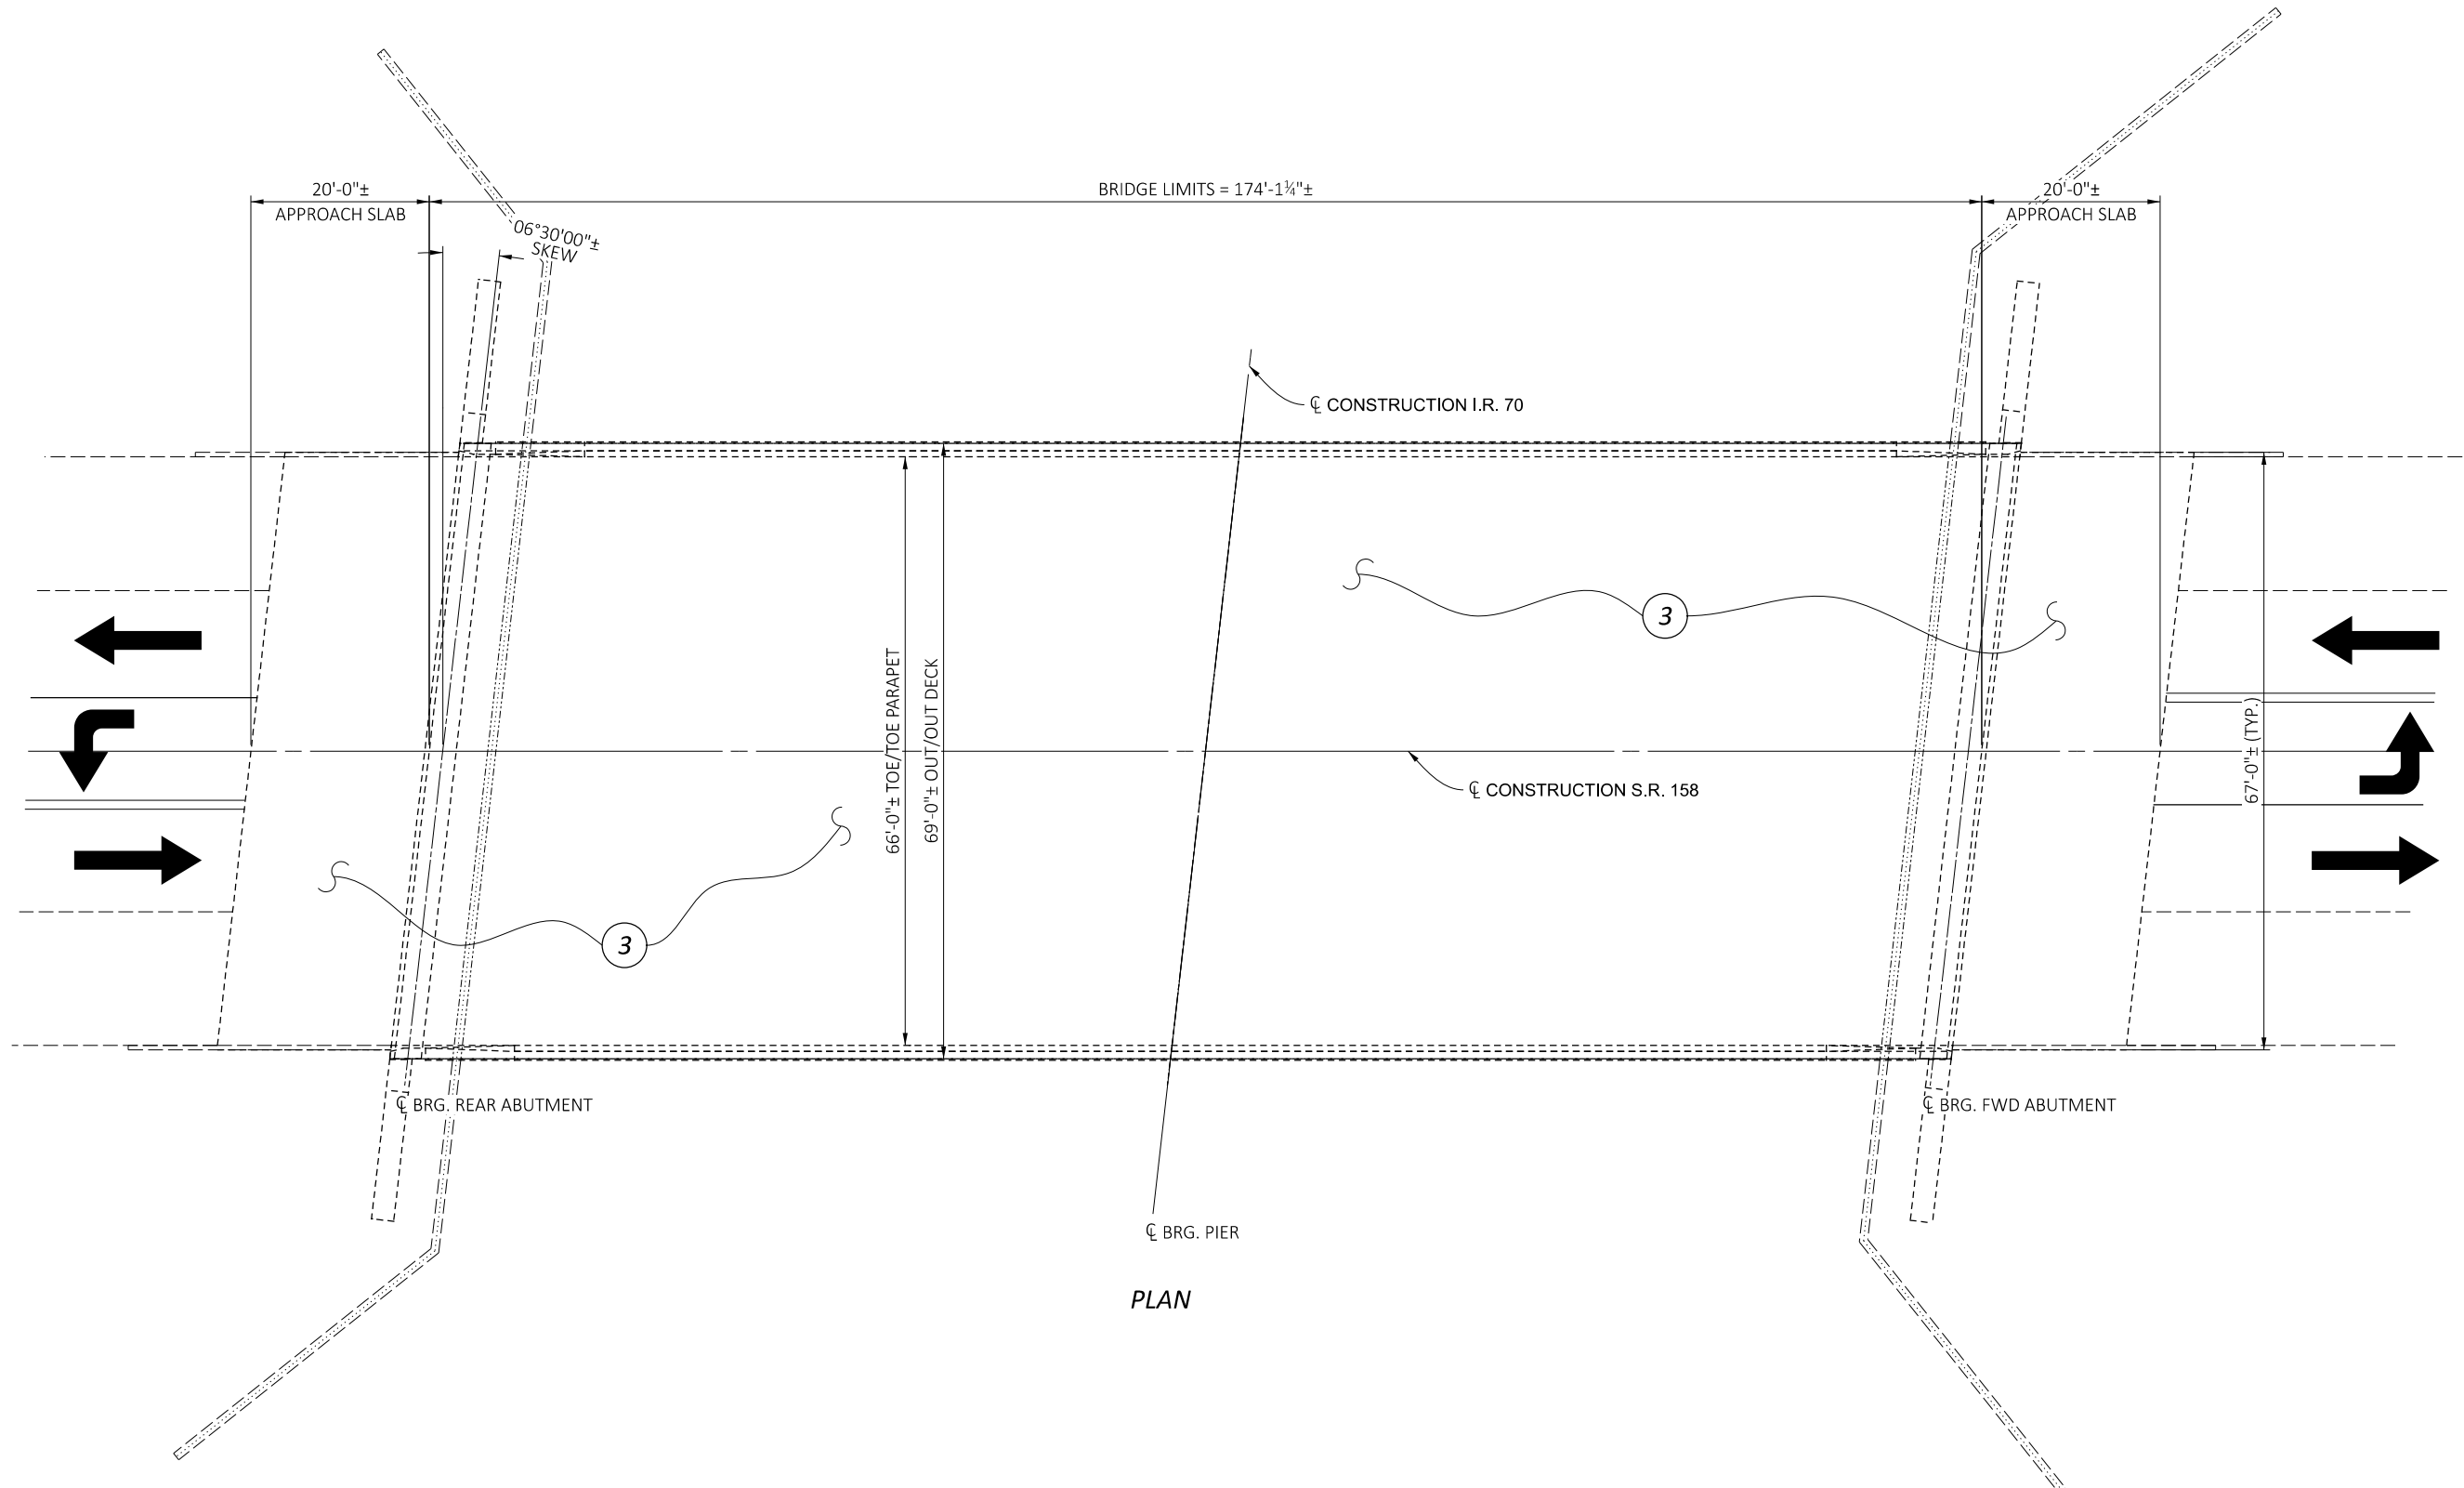 20'-0"±
APPROACH SLAB
BRIDGE LIMITS = 174'-1¼"±
20'-0"±
APPROACH SLAB
06°30'00"±
SKEW
℄ CONSTRUCTION I.R. 70
3
66'-0"± TOE/TOE PARAPET
69'-0"± OUT/OUT DECK
67'-0"± (TYP.)
℄ CONSTRUCTION S.R. 158
3
℄ BRG. REAR ABUTMENT
℄ BRG. FWD ABUTMENT
℄ BRG. PIER
PLAN